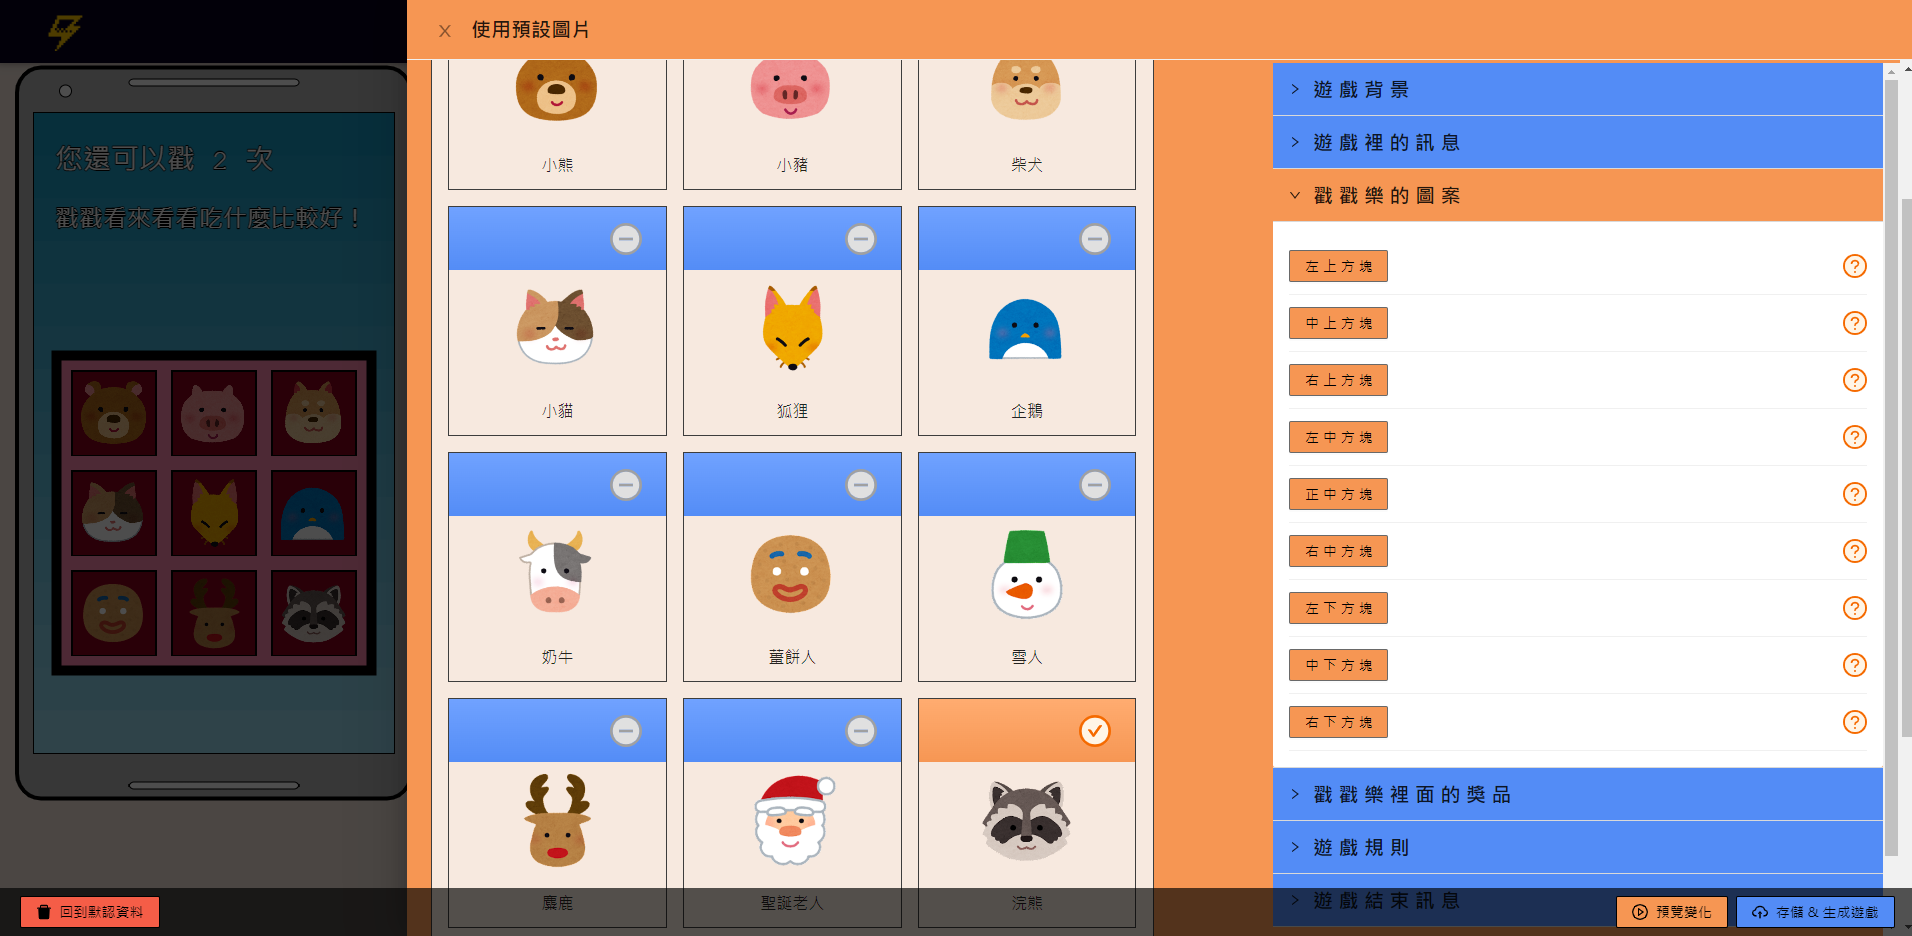 使用預設圖片
您還可以戳 2 次
戳戳看來看看吃什麼比較好！
小熊
小豬
柴犬
小貓
狐狸
企鵝
奶牛
薑餅人
雪人
麋鹿
聖誕老人
浣熊
遊戲背景
遊戲裡的訊息
戳戳樂的圖案
左上方塊
中上方塊
右上方塊
左中方塊
正中方塊
右中方塊
左下方塊
中下方塊
右下方塊
戳戳樂裡面的獎品
遊戲規則
遊戲結束訊息
回到默認資料
預覽變化
存儲 & 生成遊戲